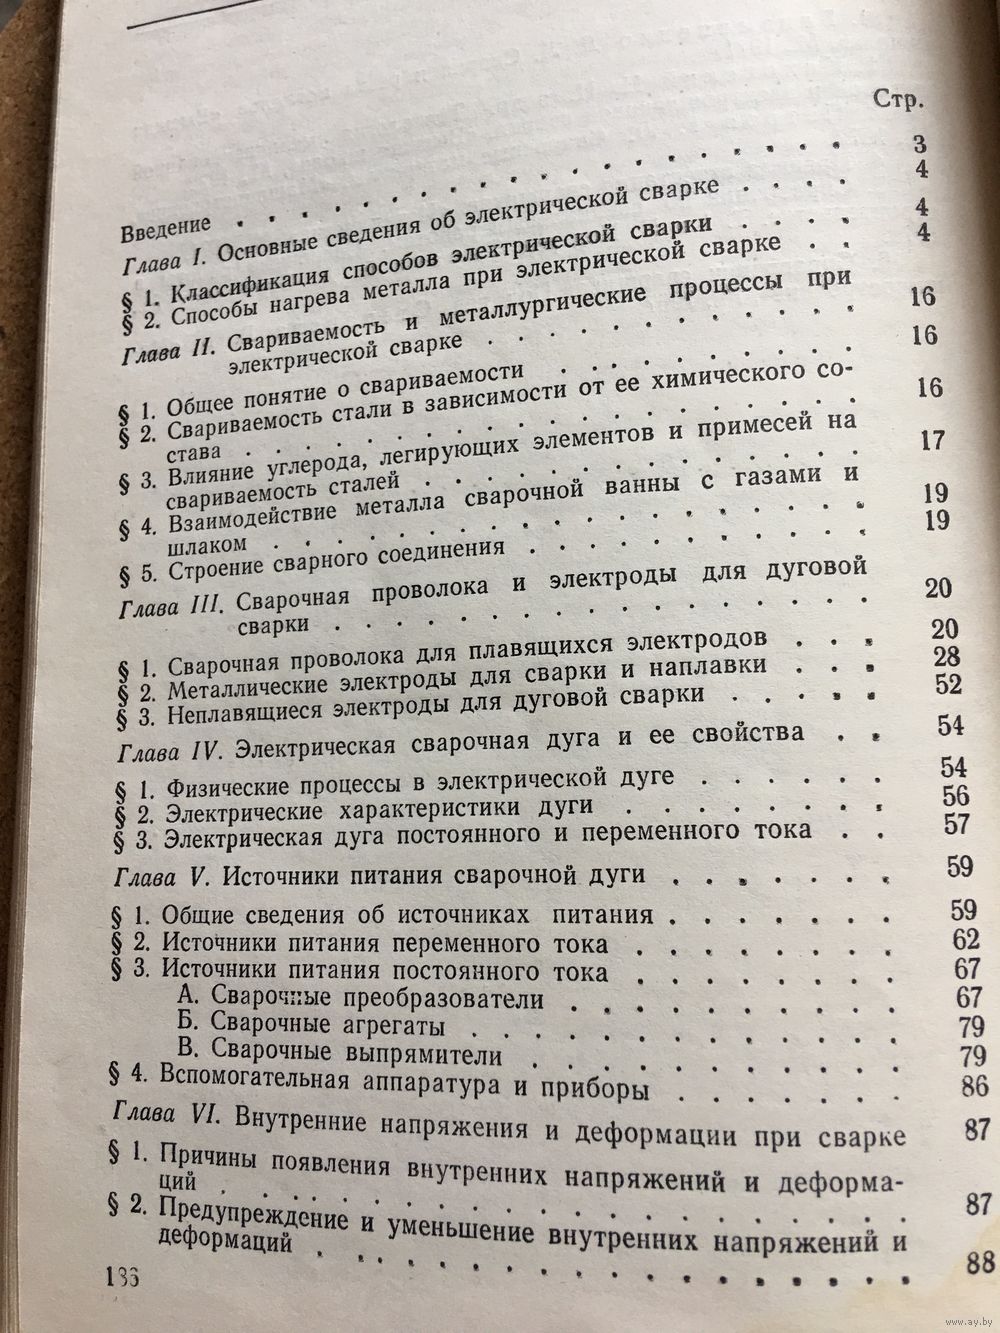 Стр.
Введение . . . . . . . . . . . . . . . . . . 3
Глава I. Основные сведения об электрической сварке . . . . 4
§ 1. Классификация способов электрической сварки . . . . 4
§ 2. Способы нагрева металла при электрической сварке . . 4
Глава II. Свариваемость и металлургические процессы при
электрической сварке . . . . . . . . . . 16
§ 1. Общее понятие о свариваемости . . . . . . . . . 16
§ 2. Свариваемость стали в зависимости от ее химического со-
става . . . . . . . . . . . . . . . . . 16
§ 3. Влияние углерода, легирующих элементов и примесей на
свариваемость сталей . . . . . . . . . . . . 17
§ 4. Взаимодействие металла сварочной ванны с газами и
шлаком . . . . . . . . . . . . . . . . 19
§ 5. Строение сварного соединения . . . . . . . . . . 19
Глава III. Сварочная проволока и электроды для дуговой
сварки . . . . . . . . . . . . . . 20
§ 1. Сварочная проволока для плавящихся электродов . . . 20
§ 2. Металлические электроды для сварки и наплавки . . . 28
§ 3. Неплавящиеся электроды для дуговой сварки . . . . 52
Глава IV. Электрическая сварочная дуга и ее свойства . . 54
§ 1. Физические процессы в электрической дуге . . . . . . 54
§ 2. Электрические характеристики дуги . . . . . . . . 56
§ 3. Электрическая дуга постоянного и переменного тока . . 57
Глава V. Источники питания сварочной дуги . . . . . . . 59
§ 1. Общие сведения об источниках питания . . . . . . . 59
§ 2. Источники питания переменного тока . . . . . . . . 62
§ 3. Источники питания постоянного тока . . . . . . . . 67
А. Сварочные преобразователи . . . . . . . . . . 67
Б. Сварочные агрегаты . . . . . . . . . . . . . 79
В. Сварочные выпрямители . . . . . . . . . . . 79
§ 4. Вспомогательная аппаратура и приборы . . . . . . . 86
Глава VI. Внутренние напряжения и деформации при сварке 87
§ 1. Причины появления внутренних напряжений и деформа-
ций . . . . . . . . . . . . . . . . . . 87
§ 2. Предупреждение и уменьшение внутренних напряжений и
деформаций . . . . . . . . . . . . . . . . 88
www.ay.by